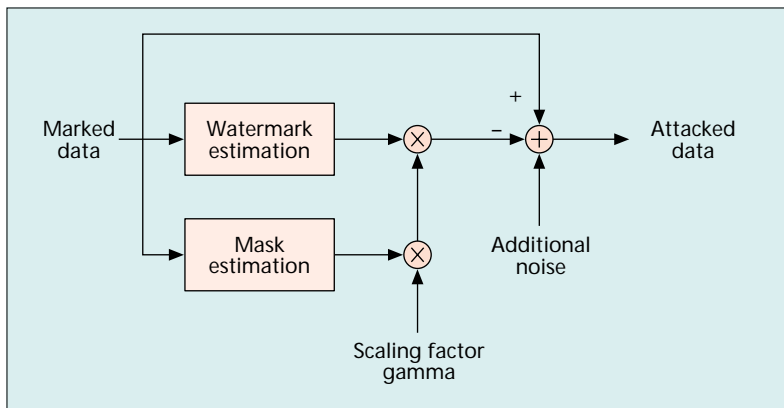 +
Marked
data
Watermark
estimation
×
−
+
Attacked
data
Mask
estimation
×
Additional
noise
Scaling factor
gamma